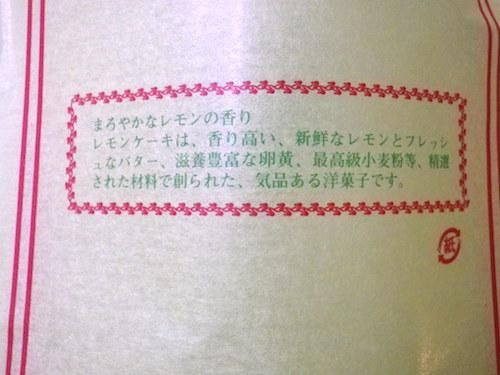 まろやかなレモンの香り
レモンケーキは、香り高い、新鮮なレモンとフレッシ
ュなバター、滋養豊富な卵黄、最高級小麦粉等、精選
された材料で創られた、気品ある洋菓子です。
紙